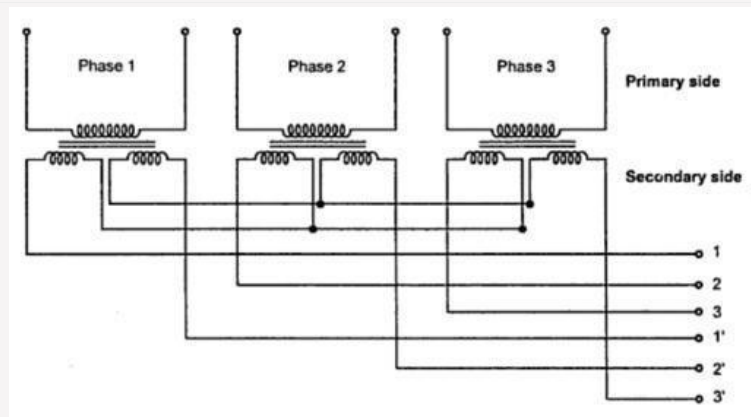 Phase 1
Phase 2
Phase 3
Primary side
Secondary side
1
2
3
1'
2'
3'